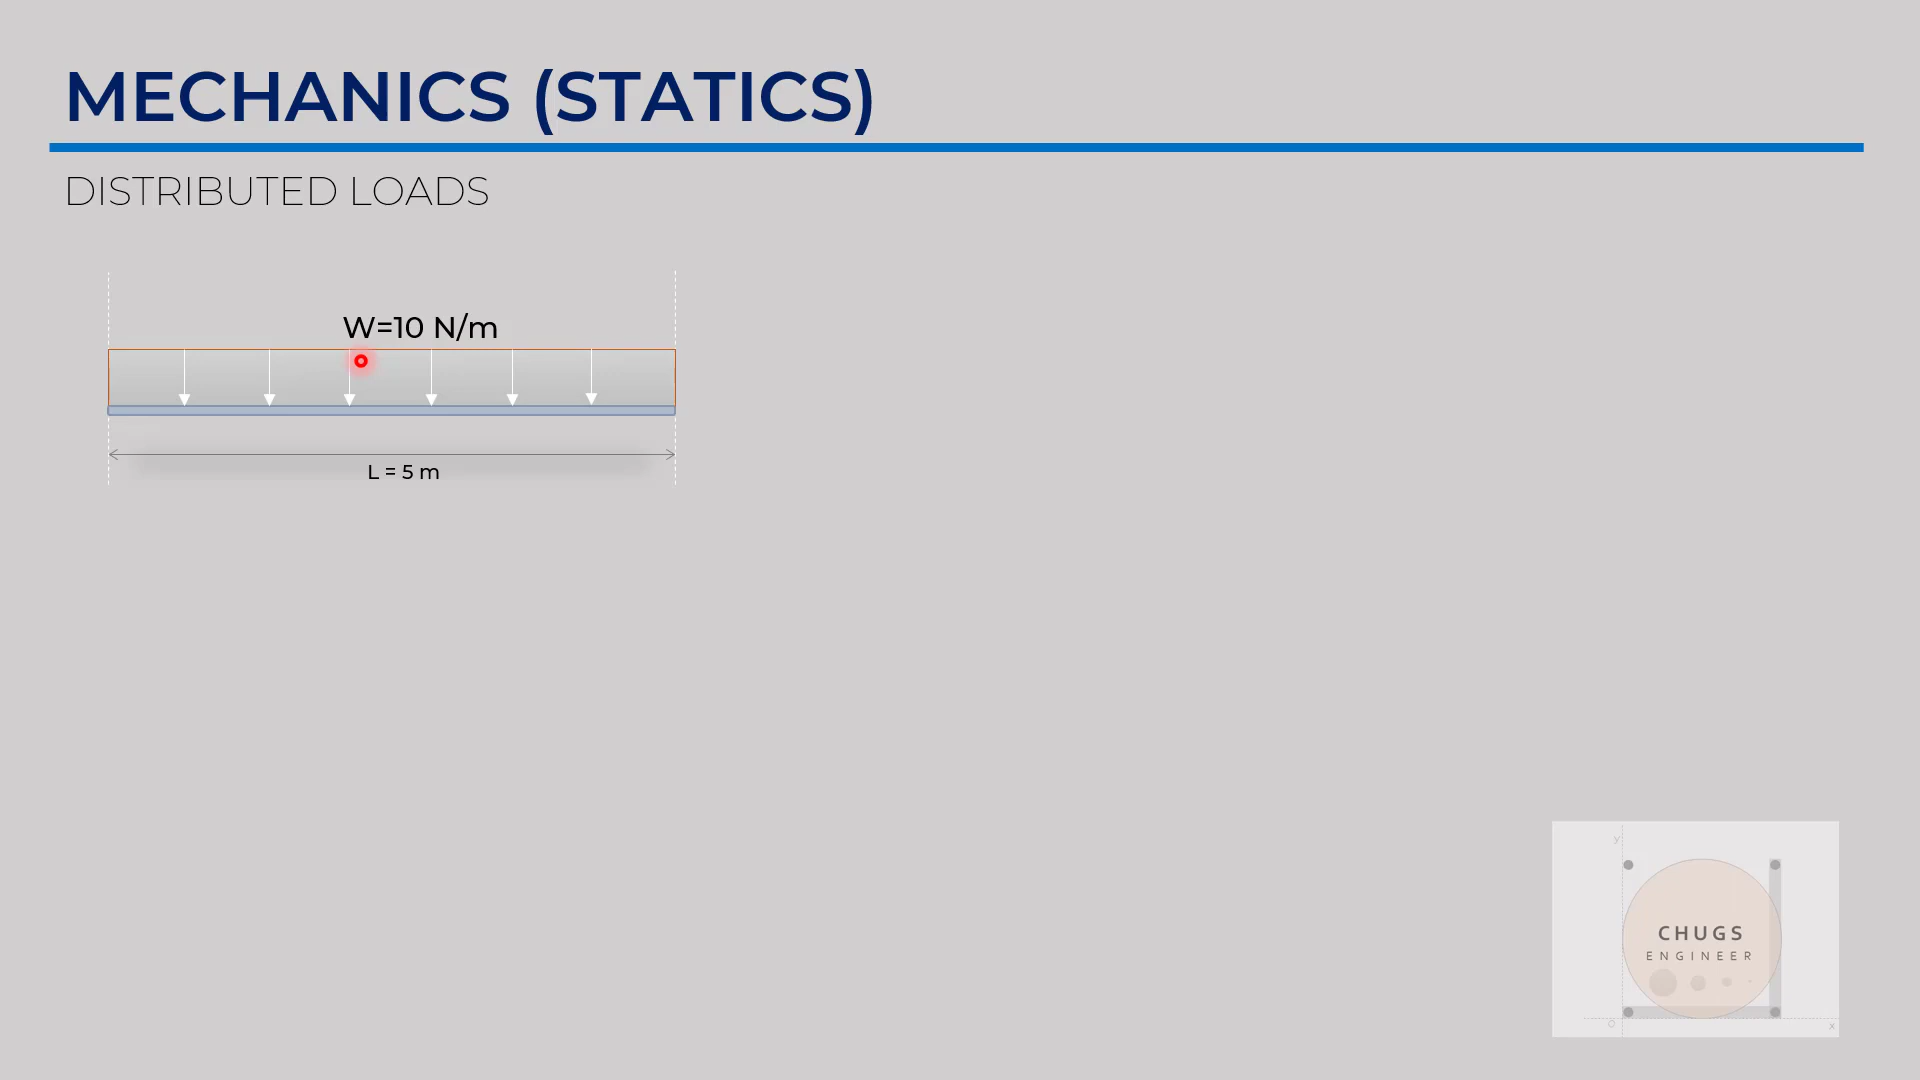 MECHANICS (STATICS)
DISTRIBUTED LOADS
W=10 N/m
L = 5 m
y
CHUGS
ENGINEER
O
x